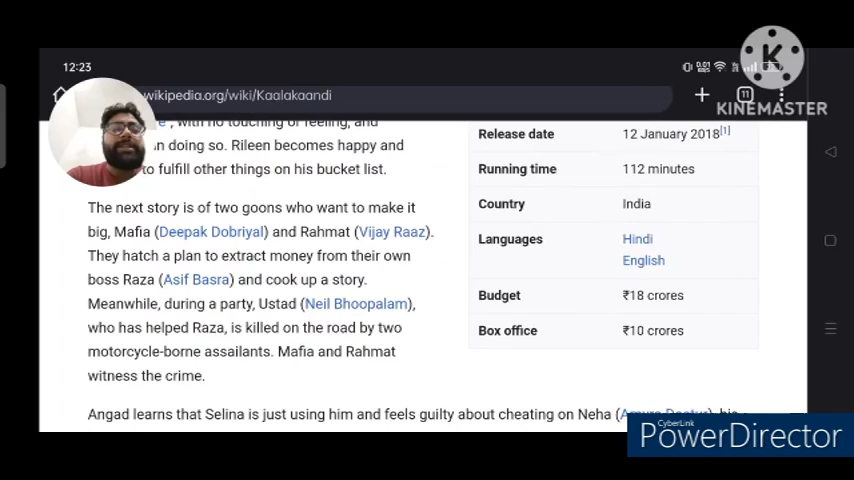 12:23
wikipedia.org/wiki/Kaalakaandi
11
KINEMASTER
, with no touching or feeling, and
n doing so. Rileen becomes happy and
to fulfill other things on his bucket list.
The next story is of two goons who want to make it
big, Mafia (Deepak Dobriyal) and Rahmat (Vijay Raaz).
They hatch a plan to extract money from their own
boss Raza (Asif Basra) and cook up a story.
Meanwhile, during a party, Ustad (Neil Bhoopalam),
who has helped Raza, is killed on the road by two
motorcycle-borne assailants. Mafia and Rahmat
witness the crime.
Angad learns that Selina is just using him and feels guilty about cheating on Neha (
Release date 12 January 2018[1]
Running time 112 minutes
Country India
Languages Hindi
English
Budget ₹18 crores
Box office ₹10 crores
CyberLink
PowerDirector